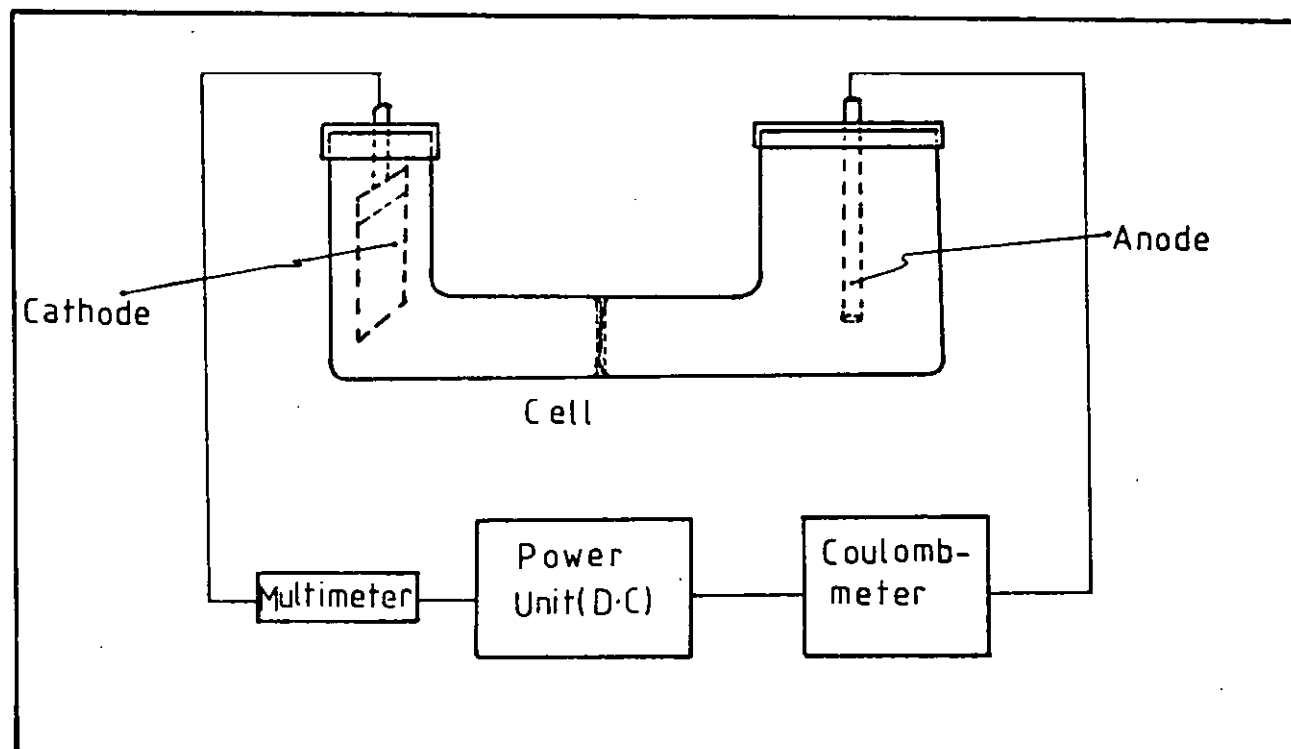 Anode
Cathode
Cell
Multimeter
Power
Unit(D·C)
Coulomb-
meter